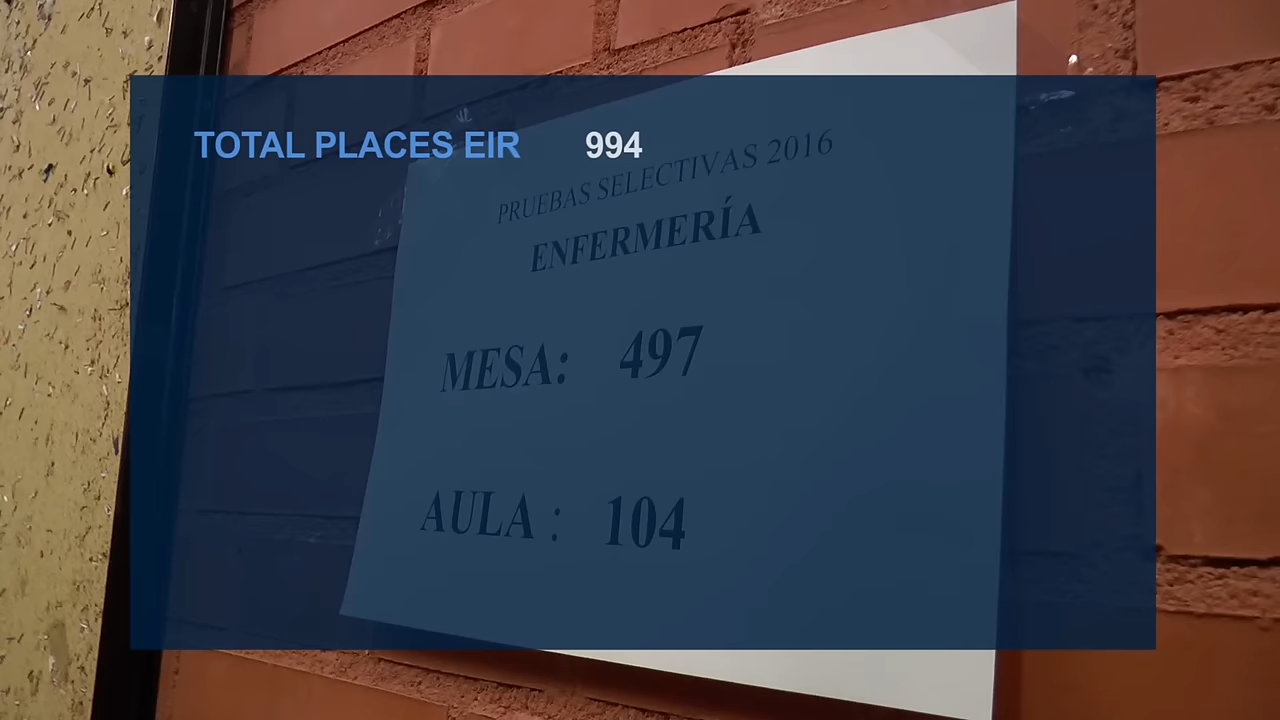 TOTAL PLACES EIR 994
PRUEBAS SELECTIVAS 2016
ENFERMERÍA
MESA: 497
AULA : 104